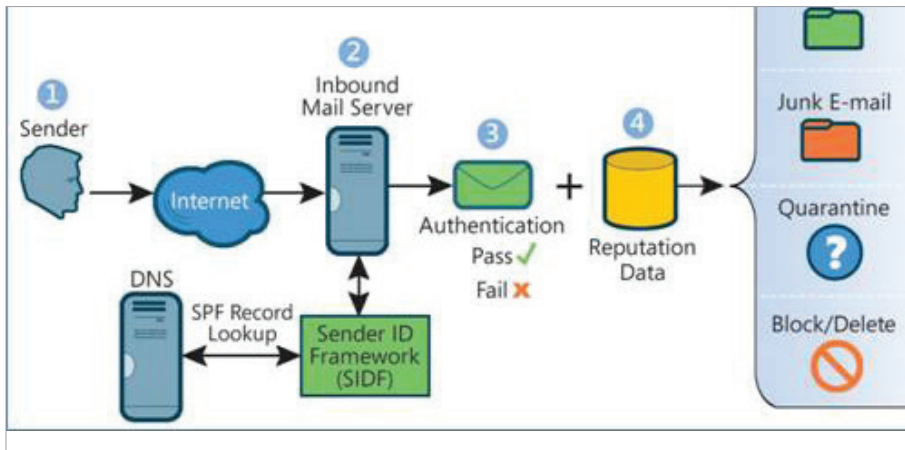 1
Sender
Internet
2
Inbound
Mail Server
3
Authentication
Pass
Fail
+
4
Reputation
Data
DNS
SPF Record
Lookup
Sender ID
Framework
(SIDF)
Junk E-mail
Quarantine
?
Block/Delete